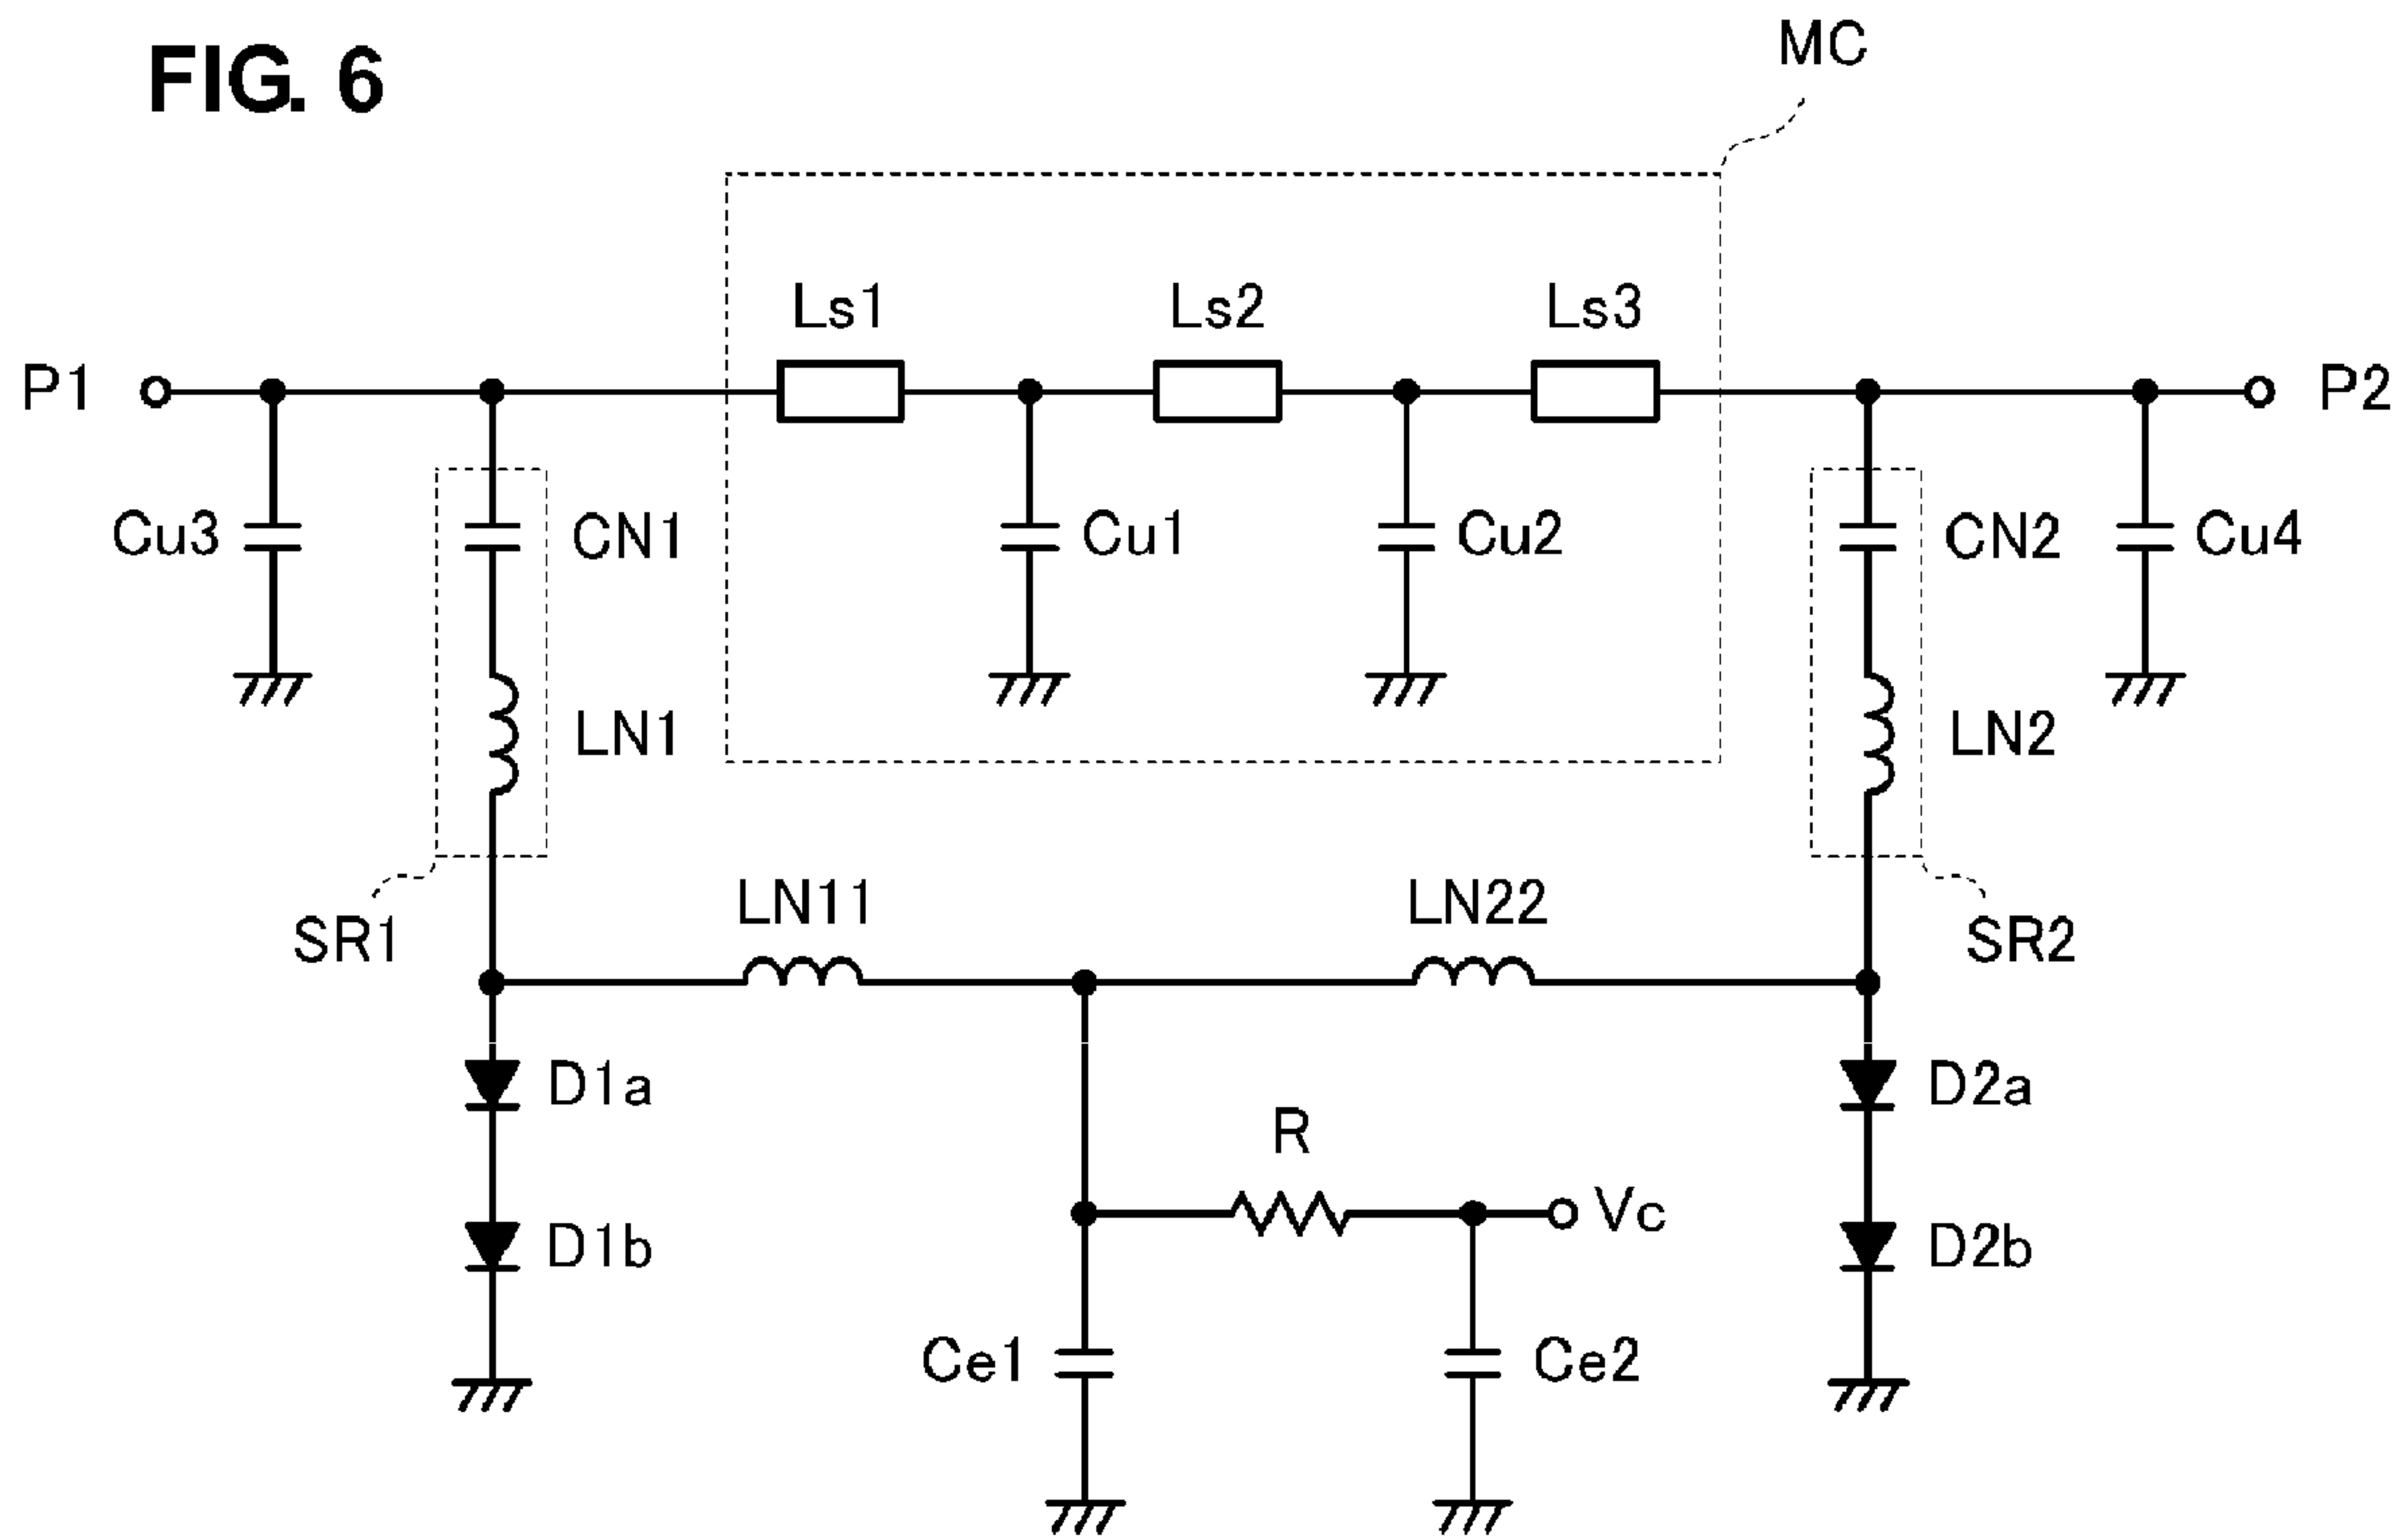 FIG. 6
MC
Ls1
Ls2
Ls3
P1
P2
Cu3
CN1
Cu1
Cu2
CN2
Cu4
LN1
LN2
SR1
LN11
LN22
SR2
D1a
D2a
R
Vc
D1b
D2b
Ce1
Ce2